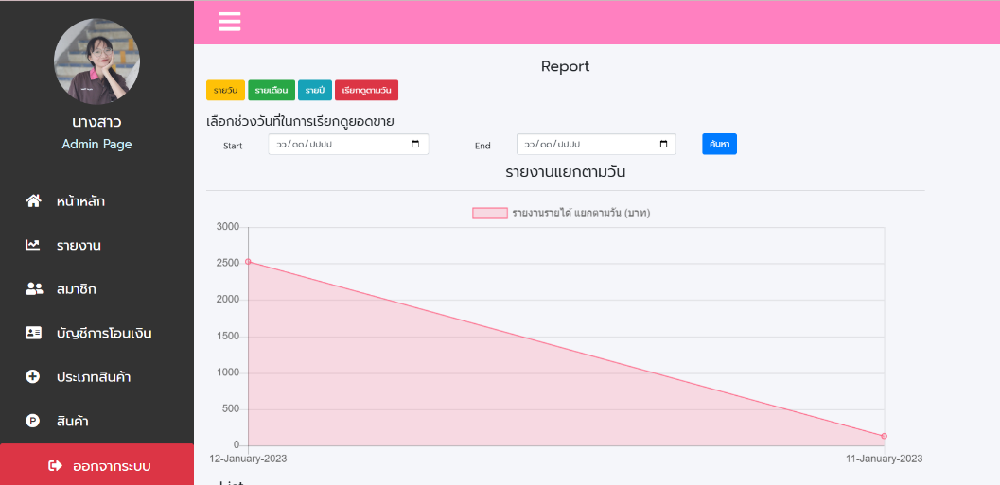 นางสาว
Admin Page
หน้าหลัก
รายงาน
สมาชิก
บัญชีการโอนเงิน
ประเภทสินค้า
สินค้า
ออกจากระบบ
Report
รายวัน รายเดือน รายปี เรียกดูตามวัน
เลือกช่วงวันที่ในการเรียกดูยอดขาย
Start วว/ดด/ปปปป End วว/ดด/ปปปป ค้นหา
รายงานแยกตามวัน
รายงานรายได้ แยกตามวัน (บาท)
3000
2500
2000
1500
1000
500
0
12-January-2023 11-January-2023